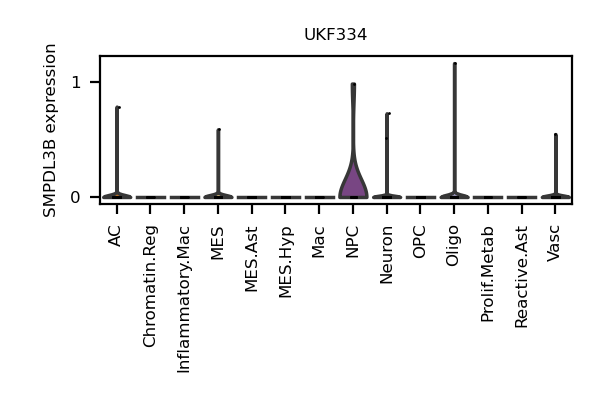 UKF334
SMPDL3B expression
1
0
AC
Chromatin.Reg
Inflammatory.Mac
MES
MES.Ast
MES.Hyp
Mac
NPC
Neuron
OPC
Oligo
Prolif.Metab
Reactive.Ast
Vasc